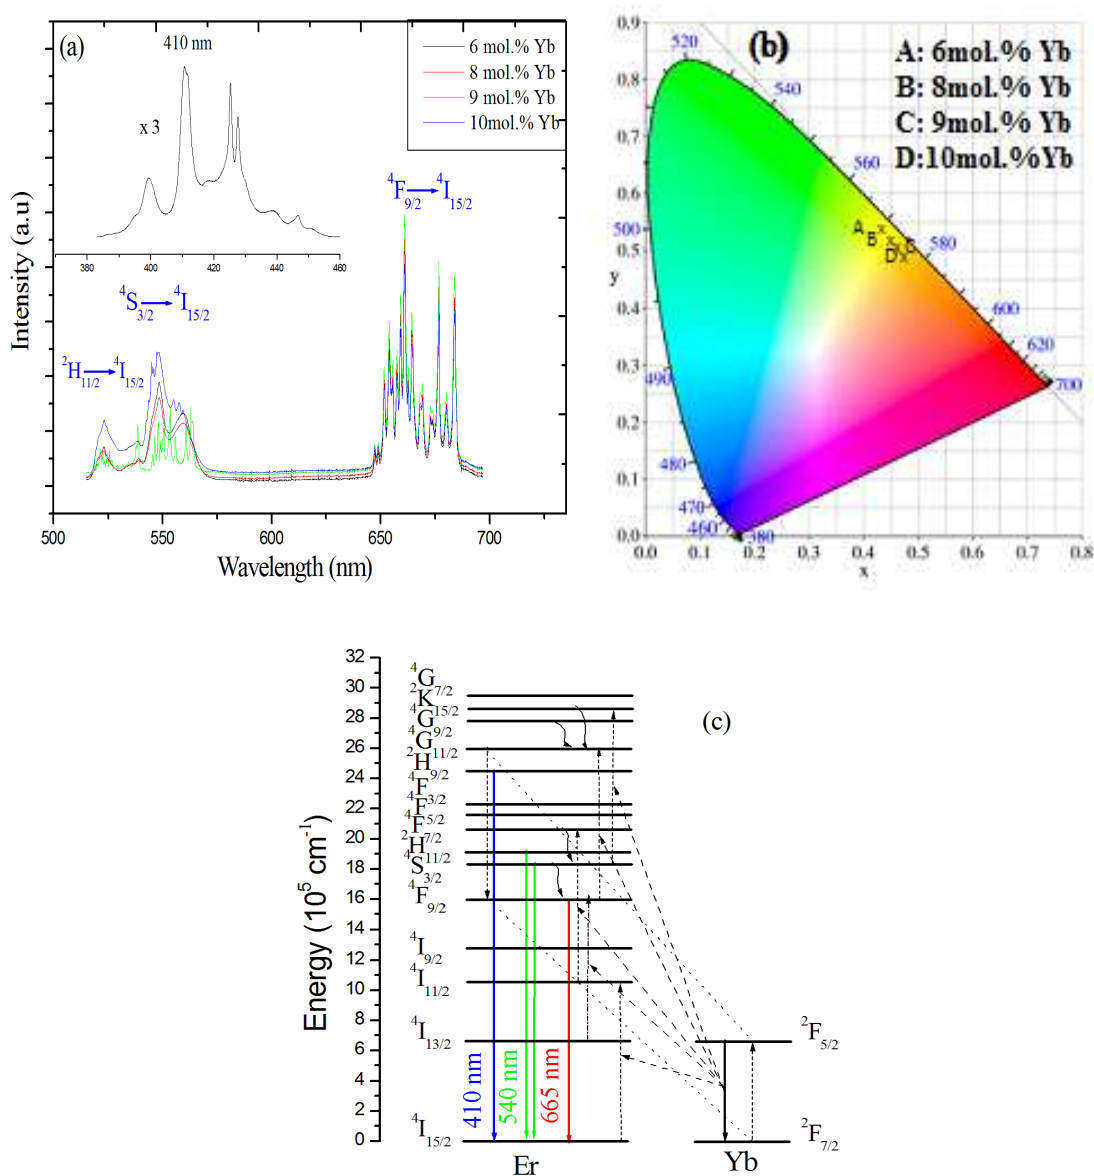 (a)
410 nm
x 3
6 mol.% Yb
8 mol.% Yb
9 mol.% Yb
10mol.% Yb
380 400 420 440 460
⁴F₉/₂ → ⁴I₁₅/₂
⁴S₃/₂ → ⁴I₁₅/₂
²H₁₁/₂ → ⁴I₁₅/₂
Intensity (a.u)
500 550 600 650 700
Wavelength (nm)
(b)
A: 6mol.% Yb
B: 8mol.% Yb
C: 9mol.% Yb
D:10mol.%Yb
0.9
0.8
0.7
0.6
0.5
0.4
0.3
0.2
0.1
0.0
y
0.0 0.1 0.2 0.3 0.4 0.5 0.6 0.7 0.8
x
520
540
560
500
580
600
620
700
490
480
470
460
380
A
B
C
D
(c)
Energy (10⁵ cm⁻¹)
32
30
28
26
24
22
20
18
16
14
12
10
8
6
4
2
0
⁴G₇/₂
²K₁₅/₂
⁴G₉/₂
⁴G₁₁/₂
²H₉/₂
⁴F₃/₂
⁴F₅/₂
⁴F₇/₂
²H₁₁/₂
⁴S₃/₂
⁴F₉/₂
⁴I₉/₂
⁴I₁₁/₂
⁴I₁₃/₂
⁴I₁₅/₂
410 nm
540 nm
665 nm
²F₅/₂
²F₇/₂
Er
Yb